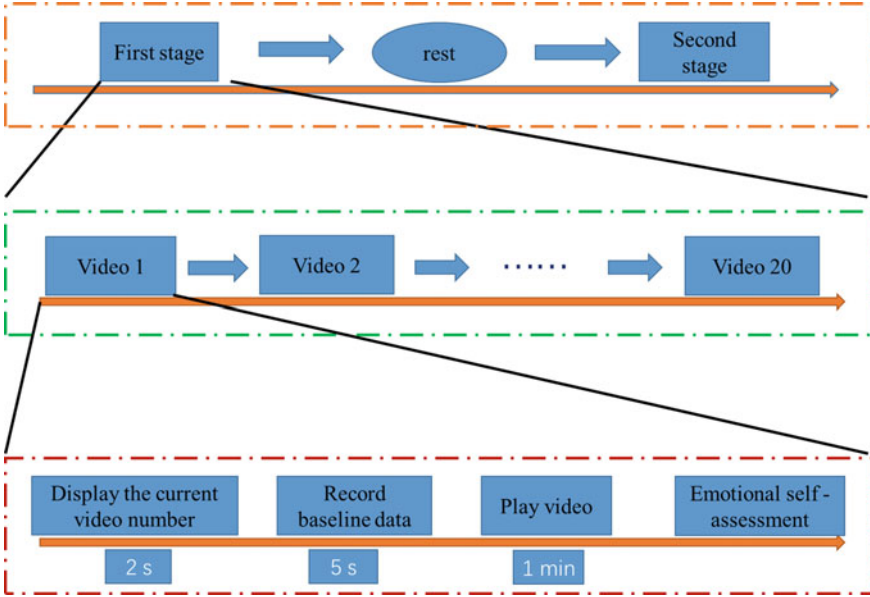 First stage
rest
Second
stage
Video 1
Video 2
······
Video 20
Display the current
video number
Record
baseline data
Play video
Emotional self -
assessment
2 s
5 s
1 min